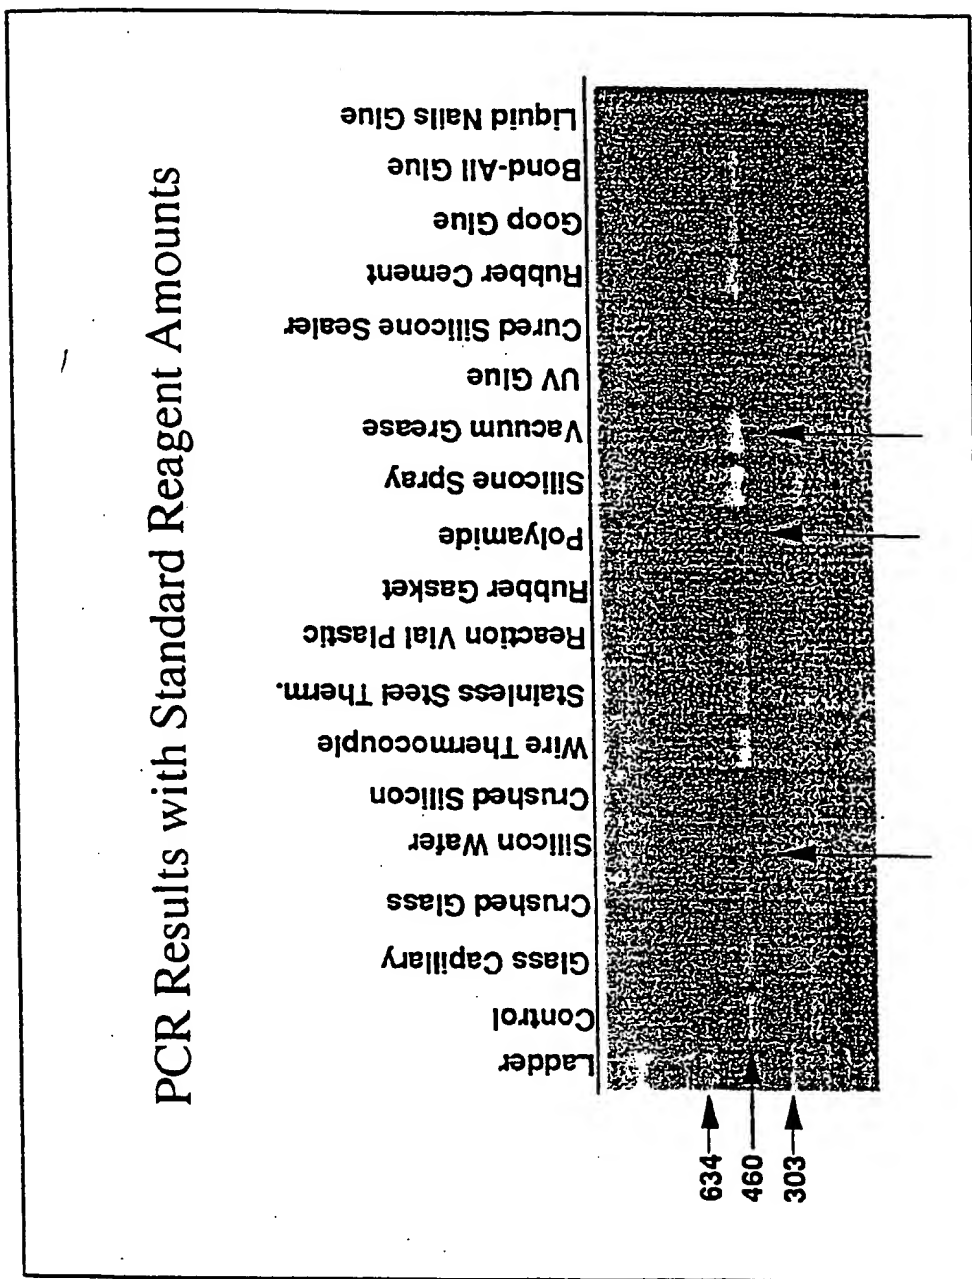 PCR Results with Standard Reagent Amounts
Ladder
Control
Glass Capillary
Crushed Glass
Silicon Wafer
Crushed Silicon
Wire Thermocouple
Stainless Steel Therm.
Reaction Vial Plastic
Rubber Gasket
Polyamide
Silicone Spray
Vacuum Grease
UV Glue
Cured Silicone Sealer
Rubber Cement
Goop Glue
Bond-All Glue
Liquid Nails Glue
634
460
303